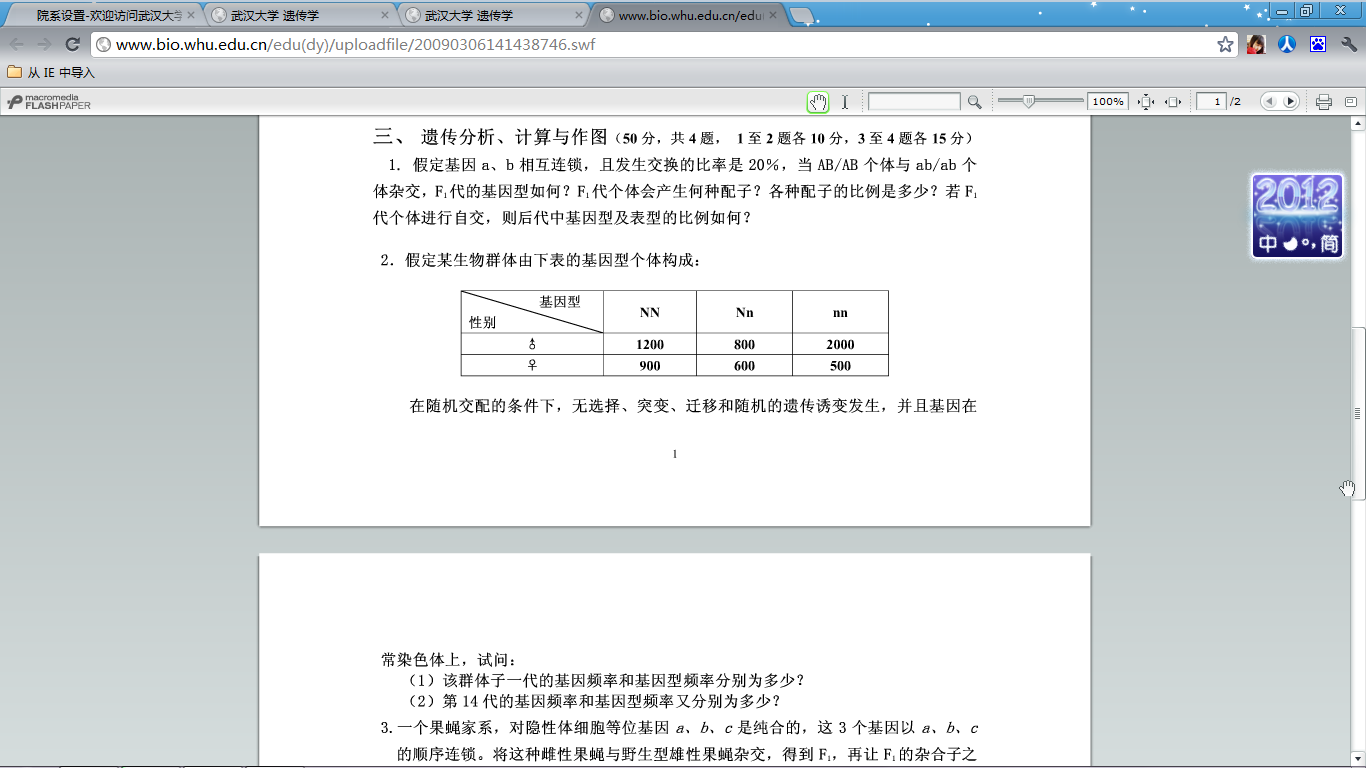 院系设置-欢迎访问武汉大学
武汉大学 遗传学
武汉大学 遗传学
www.bio.whu.edu.cn/edu
www.bio.whu.edu.cn/edu(dy)/uploadfile/20090306141438746.swf
从 IE 中导入
macromedia
FLASHPAPER
100%
1 /2
三、 遗传分析、计算与作图（50 分，共 4 题， 1 至 2 题各 10 分，3 至 4 题各 15 分）
1. 假定基因 a、b 相互连锁，且发生交换的比率是 20%，当 AB/AB 个体与 ab/ab 个
体杂交，F1代的基因型如何？F1代个体会产生何种配子？各种配子的比例是多少？若 F1
代个体进行自交，则后代中基因型及表型的比例如何？
2. 假定某生物群体由下表的基因型个体构成：
基因型 NN Nn nn
性别
♂ 1200 800 2000
♀ 900 600 500
在随机交配的条件下，无选择、突变、迁移和随机的遗传诱变发生，并且基因在
1
常染色体上，试问：
（1）该群体子一代的基因频率和基因型频率分别为多少？
（2）第 14 代的基因频率和基因型频率又分别为多少？
3.一个果蝇家系，对隐性体细胞等位基因 a、b、c 是纯合的，这 3 个基因以 a、b、c
的顺序连锁。将这种雌性果蝇与野生型雄性果蝇杂交，得到 F1，再让 F1的杂合子之
2012
中 简